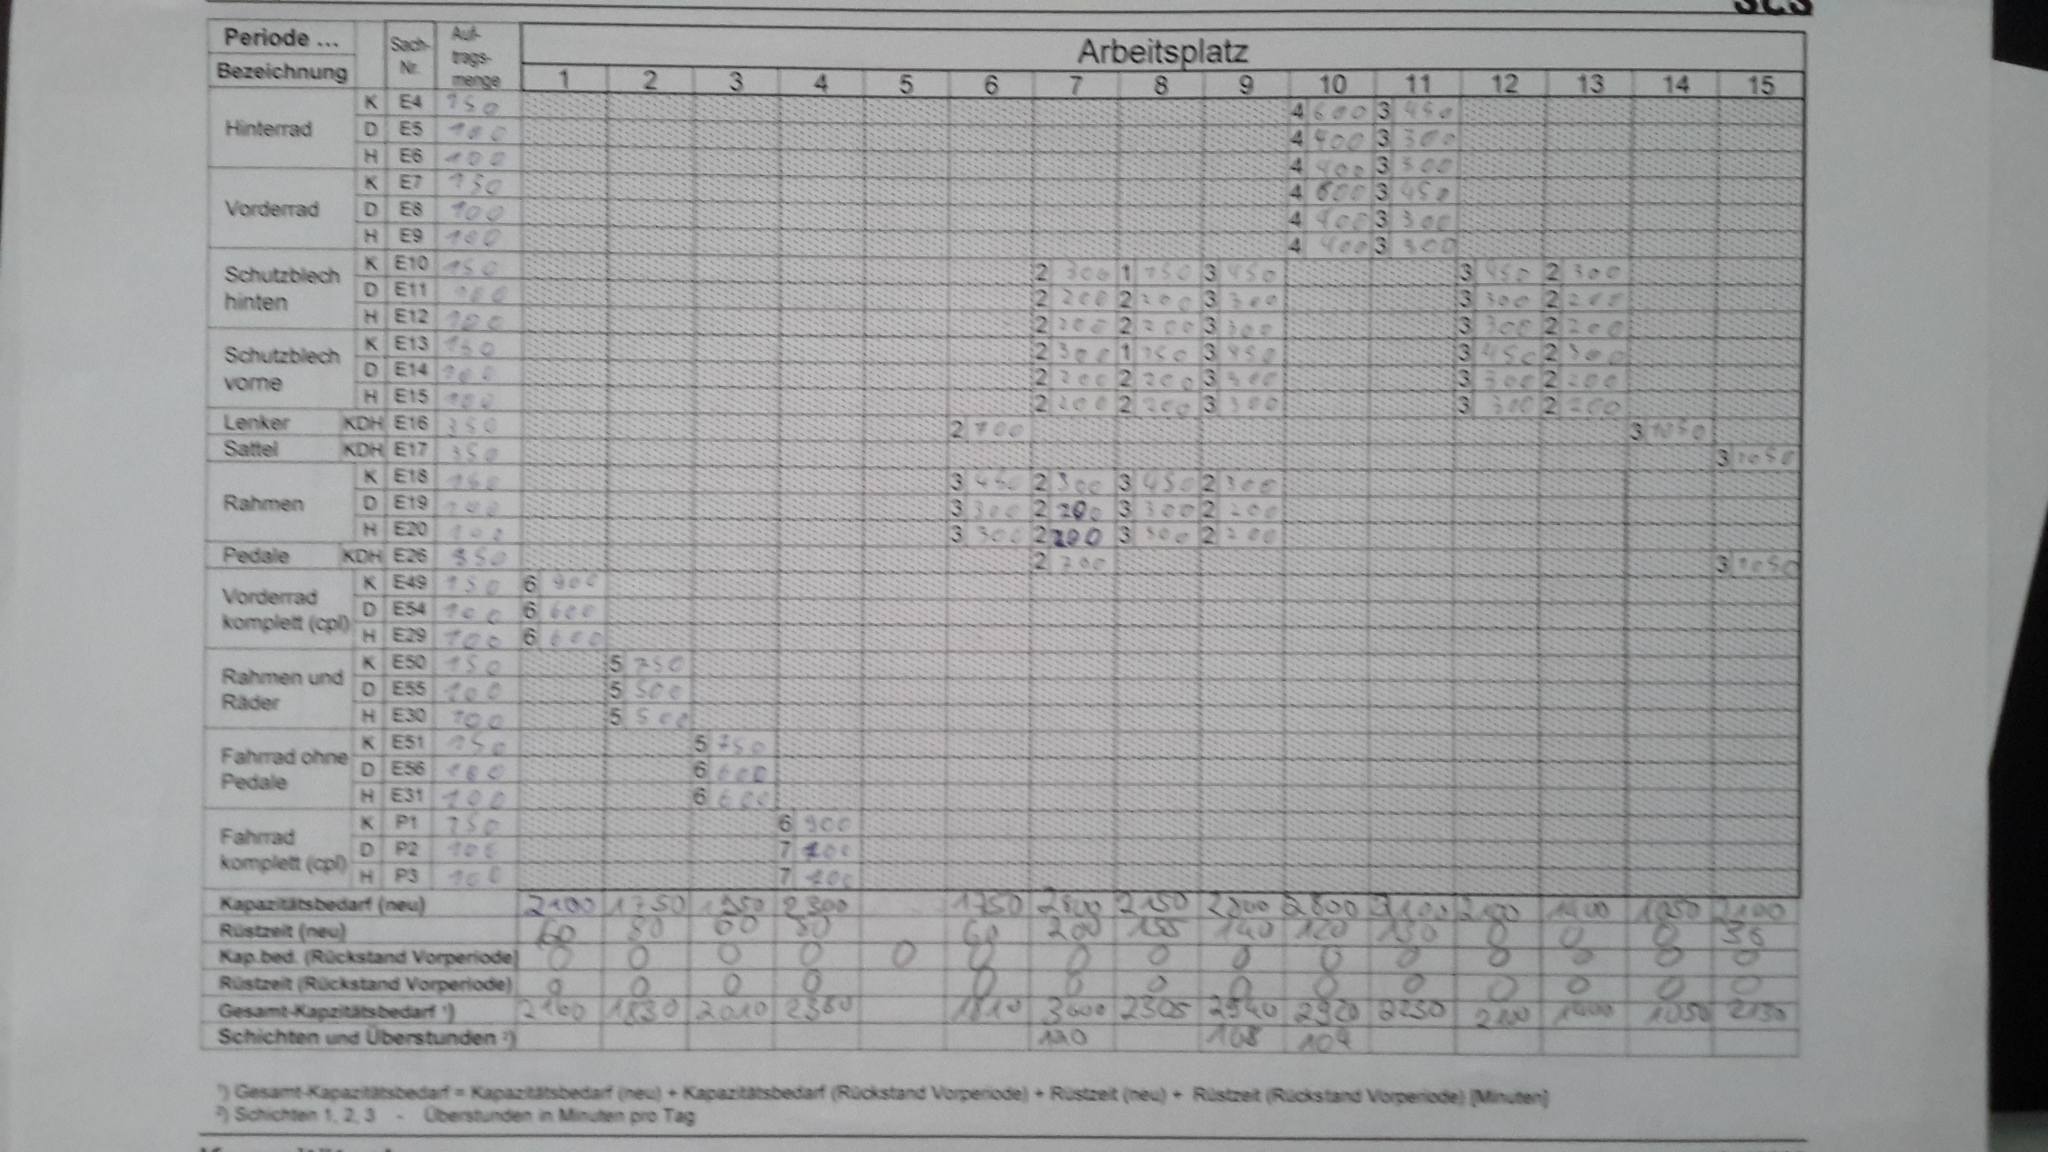 Periode ... Sach-Nr. Auf-trags-menge Arbeitsplatz
Bezeichnung 1 2 3 4 5 6 7 8 9 10 11 12 13 14 15
Hinterrad K E4 150 4 600 3 450
D E5 100 4 400 3 300
H E6 100 4 400 3 300
Vorderrad K E7 150 4 600 3 450
D E8 100 4 400 3 300
H E9 100 4 400 3 300
Schutzblech hinten K E10 150 2 300 1 150 3 450 3 450 2 300
D E11 100 2 200 2 200 3 300 3 300 2 200
H E12 100 2 200 2 200 3 300 3 300 2 200
Schutzblech vorne K E13 150 2 300 1 150 3 450 3 450 2 300
D E14 100 2 200 2 200 3 300 3 300 2 200
H E15 100 2 200 2 200 3 300 3 300 2 200
Lenker KDH E16 350 2 700 3 1050
Sattel KDH E17 350 3 1050
Rahmen K E18 150 3 450 2 300 3 450 2 300
D E19 100 3 300 2 200 3 300 2 200
H E20 100 3 300 2 200 3 300 2 200
Pedale KDH E26 350 2 700 3 1050
Vorderrad komplett (cpl) K E49 150 6 900
D E54 100 6 600
H E29 100 6 600
Rahmen und Räder K E50 150 5 750
D E55 100 5 500
H E30 100 5 500
Fahrrad ohne Pedale K E51 150 5 750
D E56 100 6 600
H E31 100 6 600
Fahrrad komplett (cpl) K P1 150 6 900
D P2 100 7
H P3 100 7
Kapazitätsbedarf (neu) 2100 1750 1950 2300 1750 2800 2150 2800 2800 2100 2100 1400 1050 2100
Rüstzeit (neu) 60 80 60 80 60 200 155 140 120 130 0 0 0
Kap.bed. (Rückstand Vorperiode) 0 0 0 0 0 0 0 0 0 0 0 0 0 0 0
Rüstzeit (Rückstand Vorperiode) 0 0 0 0 0 0 0 0 0 0 0 0 0 0
Gesamt-Kapzitätsbedarf ¹) 2160 1830 2010 2380 1810 3000 2305 2940 2920 2230 2100 1400 1050 2130
Schichten und Überstunden ²) 120 108 104
¹) Gesamt-Kapazitätsbedarf = Kapazitätsbedarf (neu) + Kapazitätsbedarf (Rückstand Vorperiode) + Rüstzeit (neu) + Rüstzeit (Rückstand Vorperiode) [Minuten]
²) Schichten 1, 2, 3 - Überstunden in Minuten pro Tag